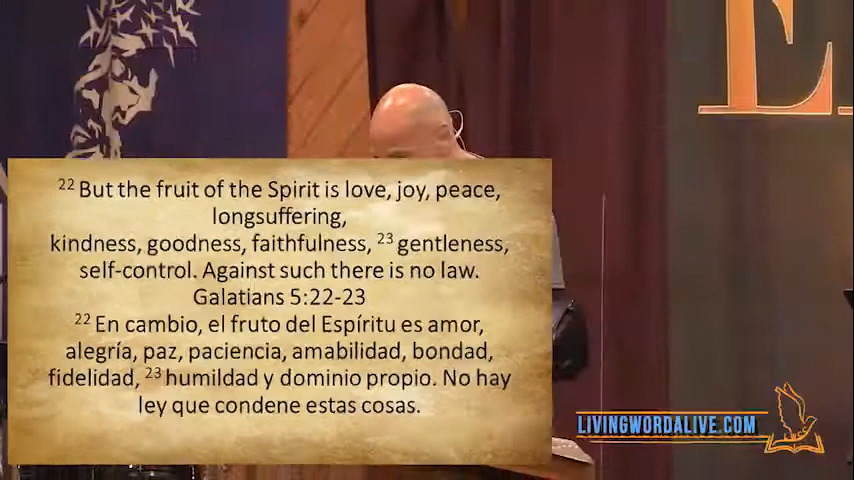 E
E
²² But the fruit of the Spirit is love, joy, peace,
longsuffering,
kindness, goodness, faithfulness, ²³ gentleness,
self-control. Against such there is no law.
Galatians 5:22-23
²² En cambio, el fruto del Espíritu es amor,
alegría, paz, paciencia, amabilidad, bondad,
fidelidad, ²³ humildad y dominio propio. No hay
ley que condene estas cosas.
LIVINGWORDALIVE.COM